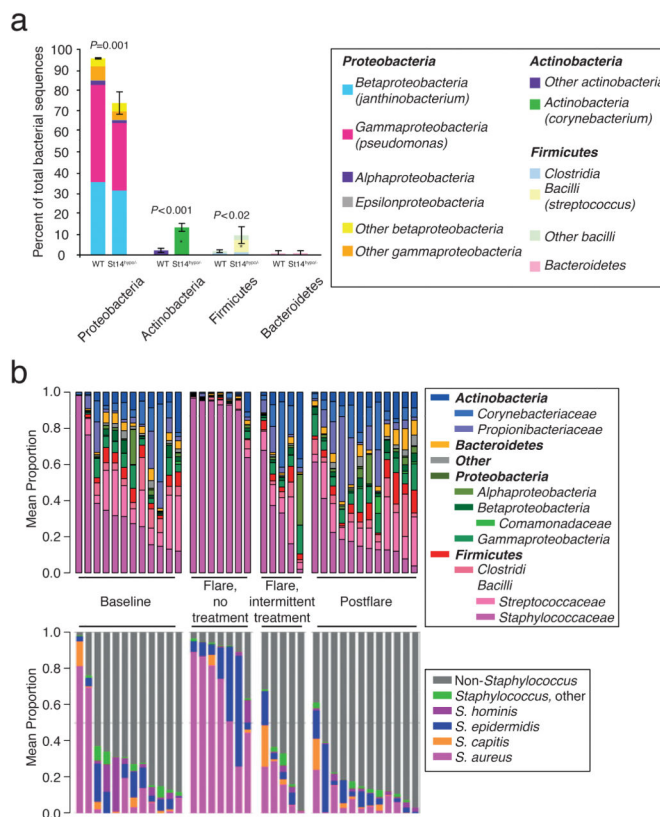 a
Percent of total bacterial sequences
100
90
80
70
60
50
40
30
20
10
0
P=0.001
P<0.001
P<0.02
WT St14hypo/-
WT St14hypo/-
WT St14hypo/-
WT St14hypo/-
Proteobacteria
Actinobacteria
Firmicutes
Bacteroidetes
Proteobacteria
Betaproteobacteria
(janthinobacterium)
Gammaproteobacteria
(pseudomonas)
Alphaproteobacteria
Epsilonproteobacteria
Other betaproteobacteria
Other gammaproteobacteria
Actinobacteria
Other actinobacteria
Actinobacteria
(corynebacterium)
Firmicutes
Clostridia
Bacilli
(streptococcus)
Other bacilli
Bacteroidetes
b
Mean Proportion
1.0
0.8
0.6
0.4
0.2
0.0
Actinobacteria
Corynebacteriaceae
Propionibacteriaceae
Bacteroidetes
Other
Proteobacteria
Alphaproteobacteria
Betaproteobacteria
Comamonadaceae
Gammaproteobacteria
Firmicutes
Clostridi
Bacilli
Streptococcaceae
Staphylococcaceae
Baseline
Flare,
no
treatment
Flare,
intermittent
treatment
Postflare
Mean Proportion
1.0
0.8
0.6
0.4
0.2
0.0
Non-Staphylococcus
Staphylococcus, other
S. hominis
S. epidermidis
S. capitis
S. aureus